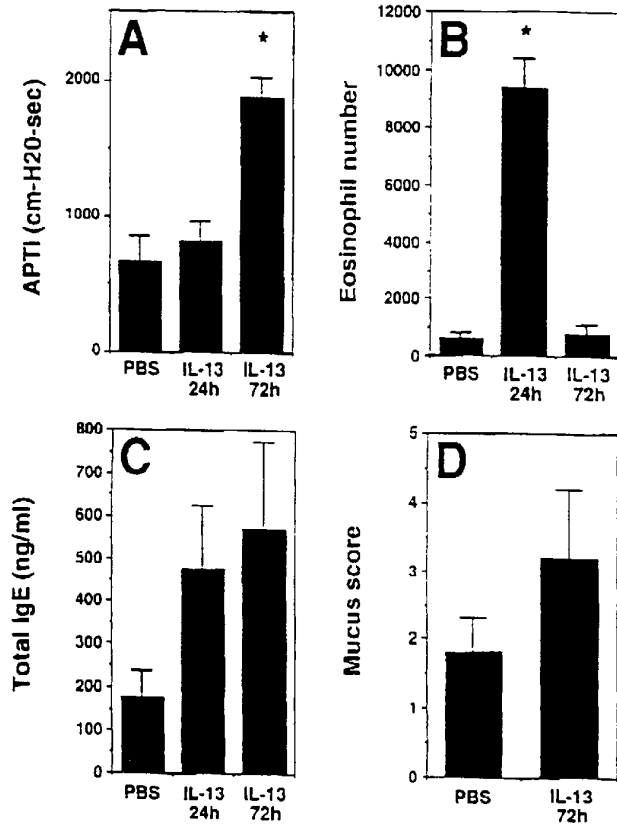 A
*
APTI (cm-H20-sec)
2000
1000
0
PBS
IL-13
24h
IL-13
72h
B
*
Eosinophil number
12000
10000
8000
6000
4000
2000
0
PBS
IL-13
24h
IL-13
72h
C
Total IgE (ng/ml)
800
700
600
500
400
300
200
100
0
PBS
IL-13
24h
IL-13
72h
D
Mucus score
5
4
3
2
1
0
PBS
IL-13
72h